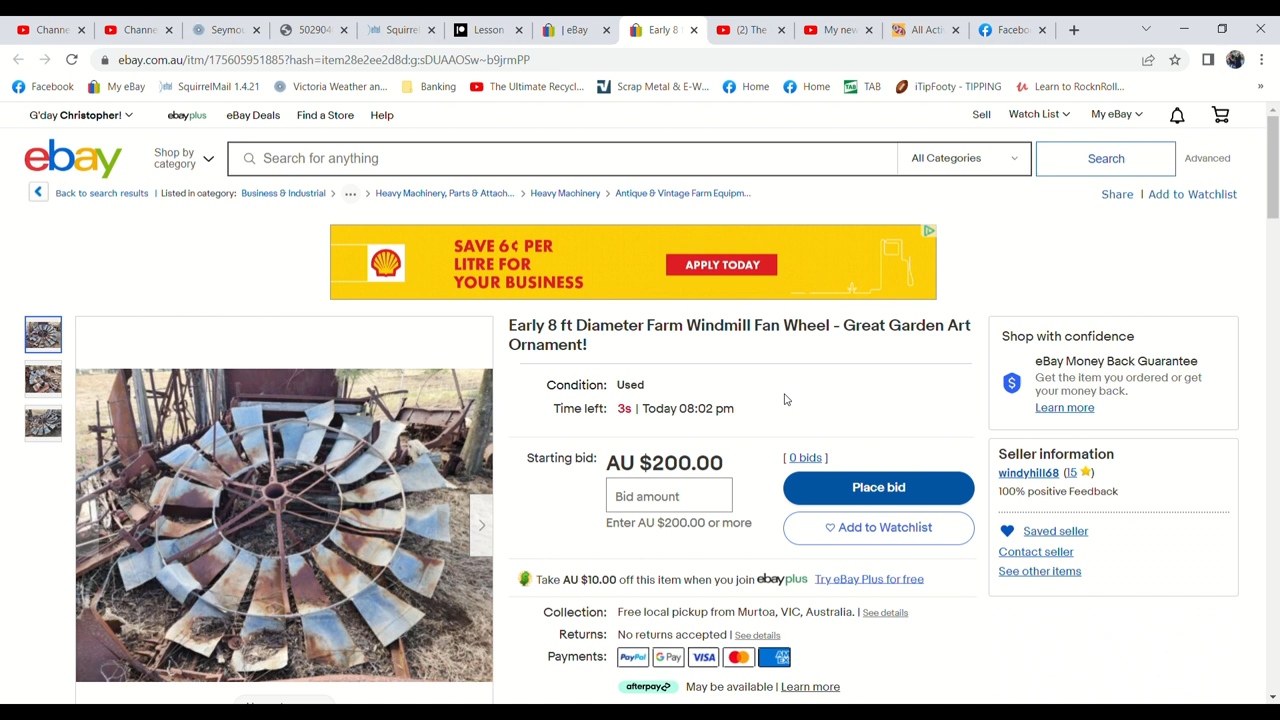 Channe
Channe
Seymou
502904
Squirrel
Lesson
| eBay
Early 8
(2) The
My new
All Acti
Facebo
ebay.com.au/itm/175605951885?hash=item28e2ee2d8d:g:sDUAAOSw~b9jrmPP
Facebook
My eBay
SquirrelMail 1.4.21
Victoria Weather an...
Banking
The Ultimate Recycl...
Scrap Metal & E-W...
Home
Home
TAB TAB
iTipFooty - TIPPING
Learn to RocknRoll...
»
G'day Christopher!
ebayplus
eBay Deals
Find a Store
Help
Sell
Watch List
My eBay
ebay
Shop by category
Search for anything
All Categories
Search
Advanced
Back to search results | Listed in category: Business & Industrial > ... > Heavy Machinery, Parts & Attach... > Heavy Machinery > Antique & Vintage Farm Equipm...
Share | Add to Watchlist
SAVE 6¢ PER
LITRE FOR
YOUR BUSINESS
APPLY TODAY
Early 8 ft Diameter Farm Windmill Fan Wheel - Great Garden Art
Ornament!
Condition: Used
Time left: 3s | Today 08:02 pm
Starting bid: AU $200.00
[ 0 bids ]
Bid amount
Enter AU $200.00 or more
Place bid
Add to Watchlist
Take AU $10.00 off this item when you join ebayplus Try eBay Plus for free
Collection: Free local pickup from Murtoa, VIC, Australia. | See details
Returns: No returns accepted | See details
Payments: PayPal G Pay VISA AMEX
afterpay May be available | Learn more
Shop with confidence
eBay Money Back Guarantee
Get the item you ordered or get
your money back.
Learn more
Seller information
windyhill68 (15)
100% positive Feedback
Saved seller
Contact seller
See other items